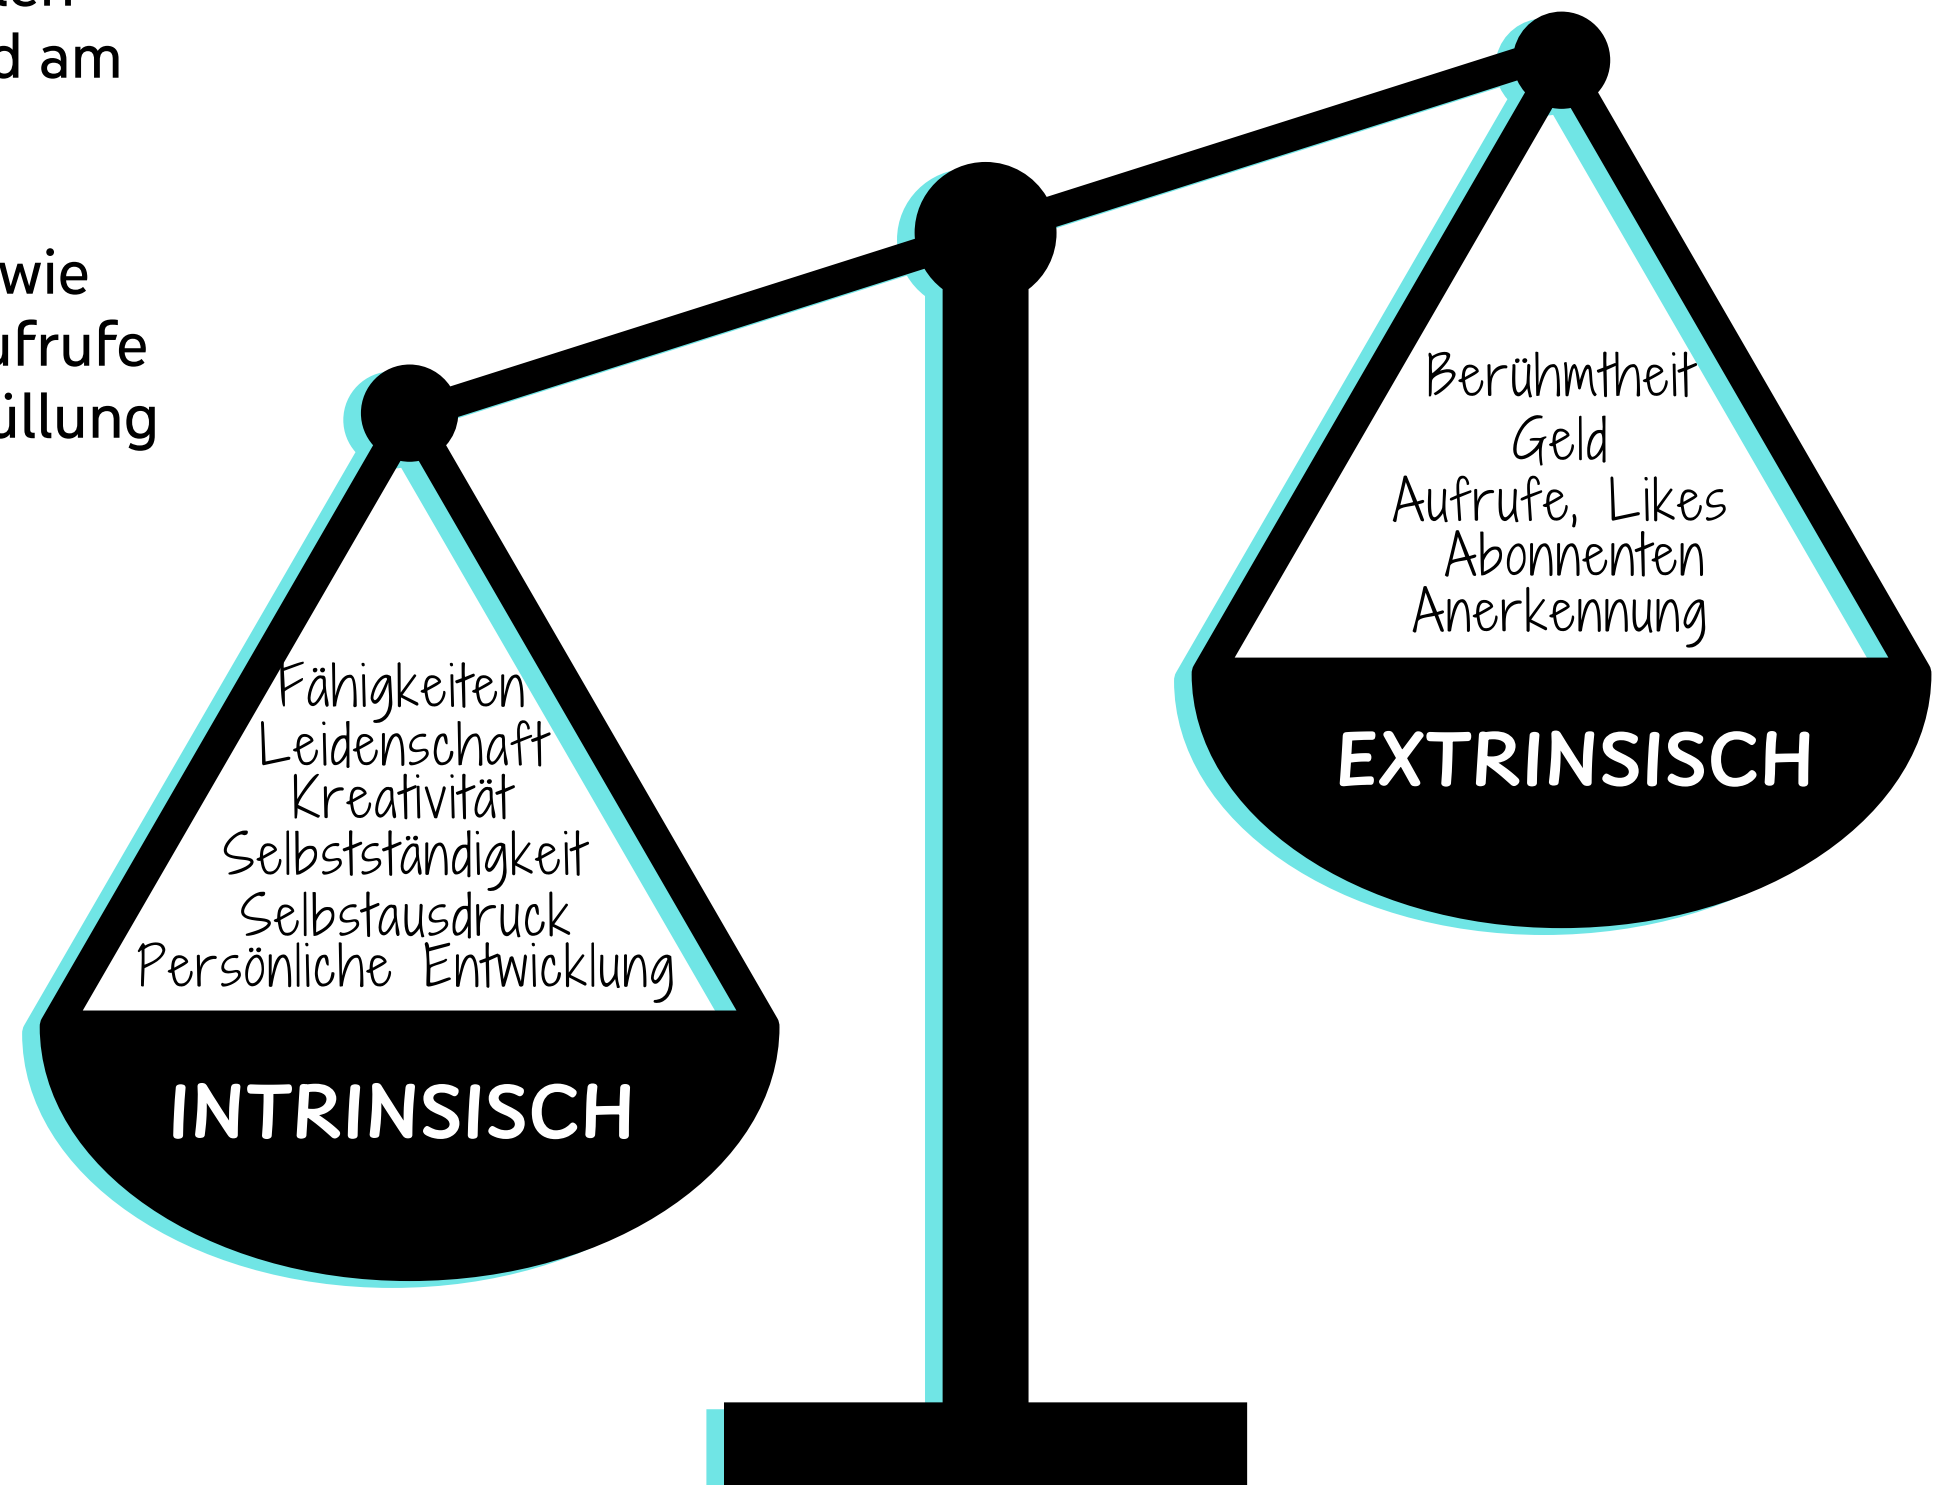 d am
wie
ufrufe
üllung
Berühmtheit
Geld
Aufrufe, Likes
Abonnenten
Anerkennung
EXTRINSISCH
Fähigkeiten
Leidenschaft
Kreativität
Selbstständigkeit
Selbstausdruck
Persönliche Entwicklung
INTRINSISCH